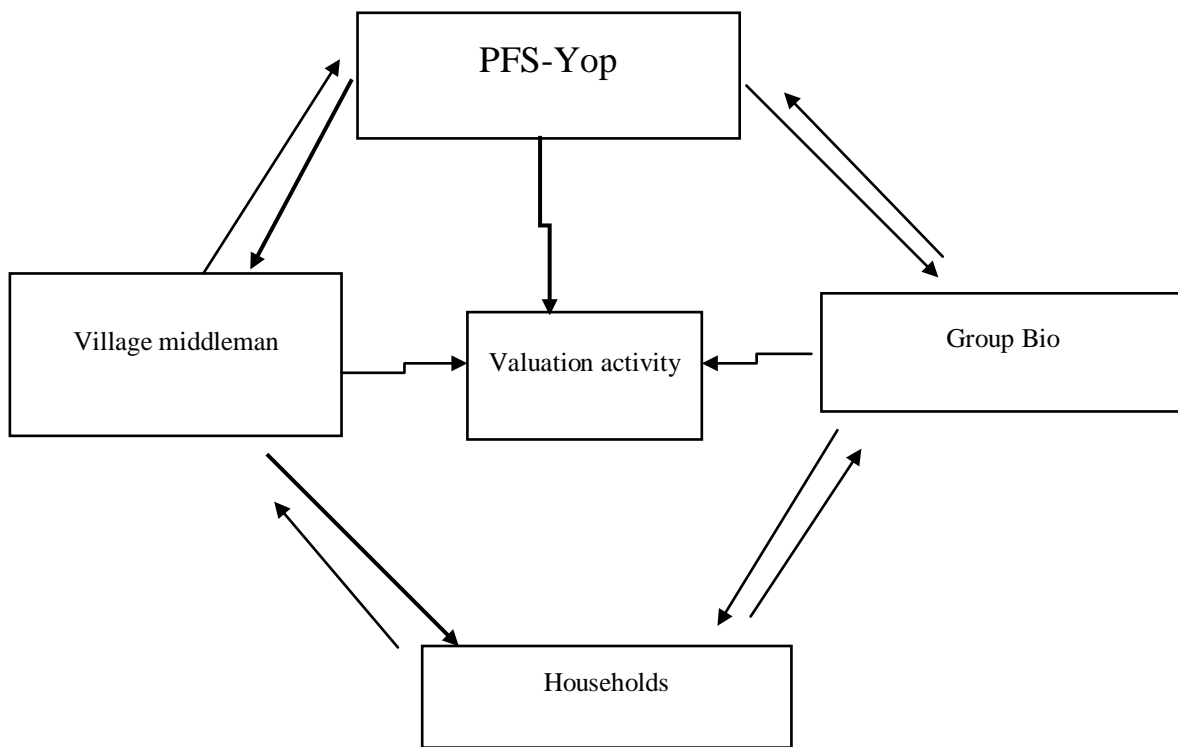 PFS-Yop
Village middleman
Valuation activity
Group Bio
Households